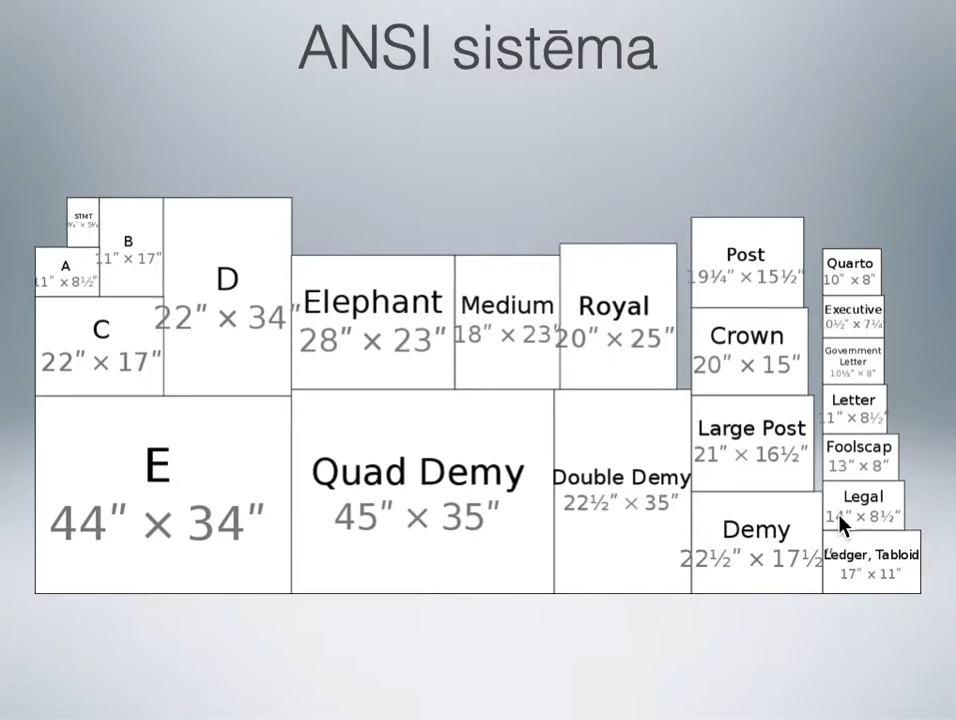 ANSI sistēma
STMT
B
11″ × 17″
A
11″ × 8½″
D
22″ × 34″
C
22″ × 17″
E
44″ × 34″
Elephant
28″ × 23″
Medium
18″ × 23″
Royal
20″ × 25″
Quad Demy
45″ × 35″
Double Demy
22½″ × 35″
Post
19¼″ × 15½″
Crown
20″ × 15″
Large Post
21″ × 16½″
Demy
22½″ × 17½″
Quarto
10″ × 8″
Executive
10½″ × 7¼″
Government
Letter
10½″ × 8″
Letter
11″ × 8½″
Foolscap
13″ × 8″
Legal
14″ × 8½″
Ledger, Tabloid
17″ × 11″